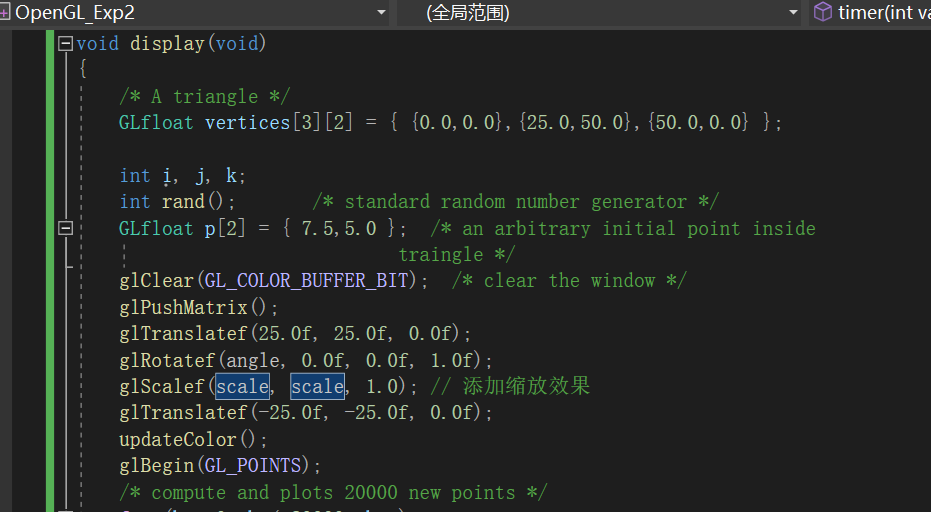 OpenGL_Exp2 (全局范围) timer(int va
void display(void)
{
/* A triangle */
GLfloat vertices[3][2] = { {0.0,0.0},{25.0,50.0},{50.0,0.0} };
int i, j, k;
int rand(); /* standard random number generator */
GLfloat p[2] = { 7.5,5.0 }; /* an arbitrary initial point inside
traingle */
glClear(GL_COLOR_BUFFER_BIT); /* clear the window */
glPushMatrix();
glTranslatef(25.0f, 25.0f, 0.0f);
glRotatef(angle, 0.0f, 0.0f, 1.0f);
glScalef(scale, scale, 1.0); // 添加缩放效果
glTranslatef(-25.0f, -25.0f, 0.0f);
updateColor();
glBegin(GL_POINTS);
/* compute and plots 20000 new points */